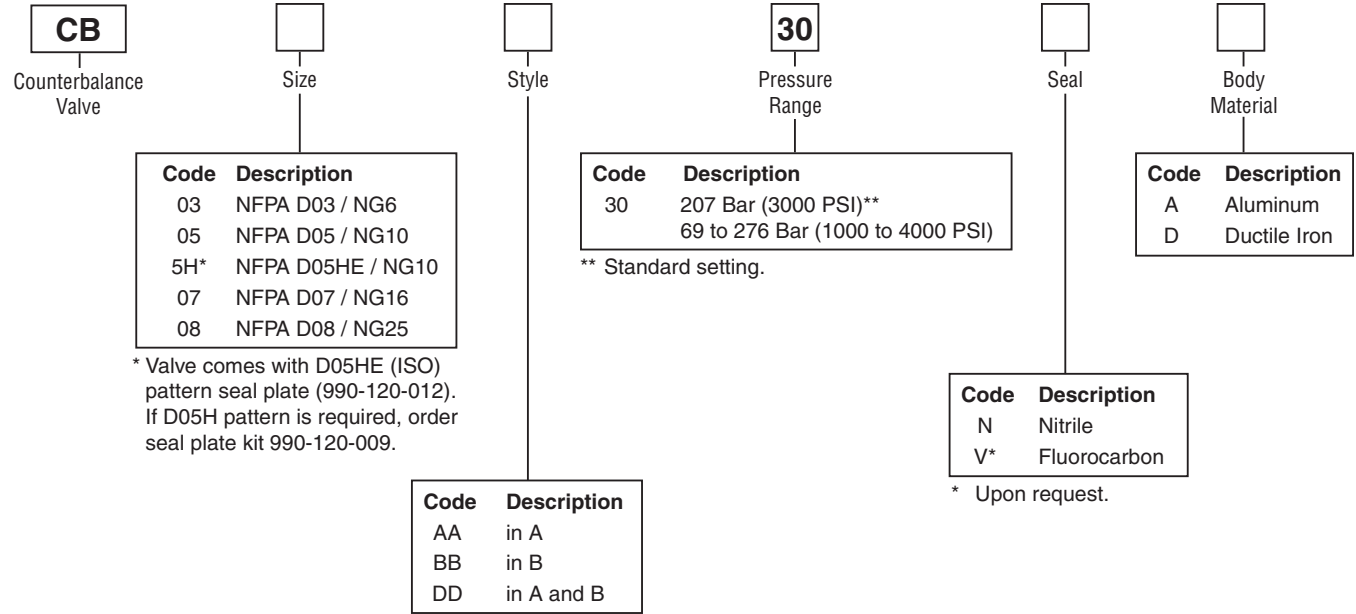 CB
30
Counterbalance
Valve
Size
Style
Pressure
Range
Seal
Body
Material
Code Description
03 NFPA D03 / NG6
05 NFPA D05 / NG10
5H* NFPA D05HE / NG10
07 NFPA D07 / NG16
08 NFPA D08 / NG25
* Valve comes with D05HE (ISO)
pattern seal plate (990-120-012).
If D05H pattern is required, order
seal plate kit 990-120-009.
Code Description
30 207 Bar (3000 PSI)**
69 to 276 Bar (1000 to 4000 PSI)
** Standard setting.
Code Description
A Aluminum
D Ductile Iron
Code Description
N Nitrile
V* Fluorocarbon
* Upon request.
Code Description
AA in A
BB in B
DD in A and B